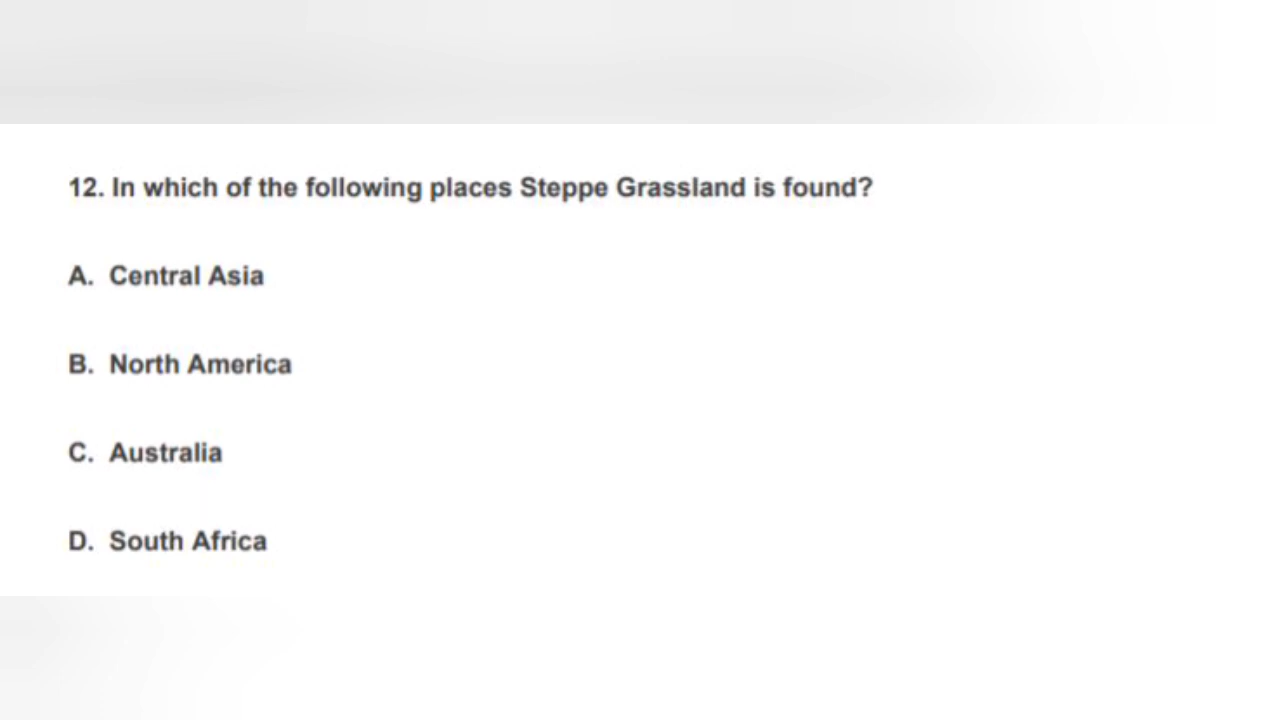 12. In which of the following places Steppe Grassland is found?
A. Central Asia
B. North America
C. Australia
D. South Africa